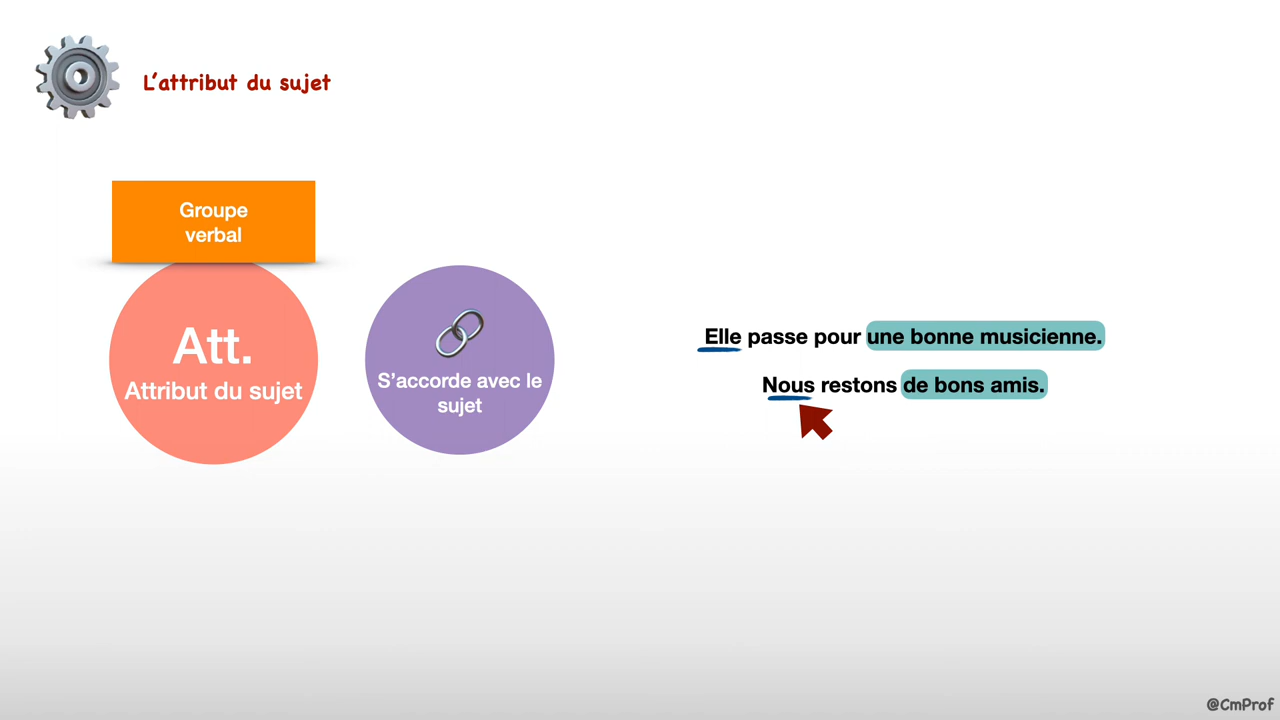 L'attribut du sujet
Groupe
verbal
Att.
Attribut du sujet
S'accorde avec le
sujet
Elle passe pour une bonne musicienne.
Nous restons de bons amis.
@CmProf